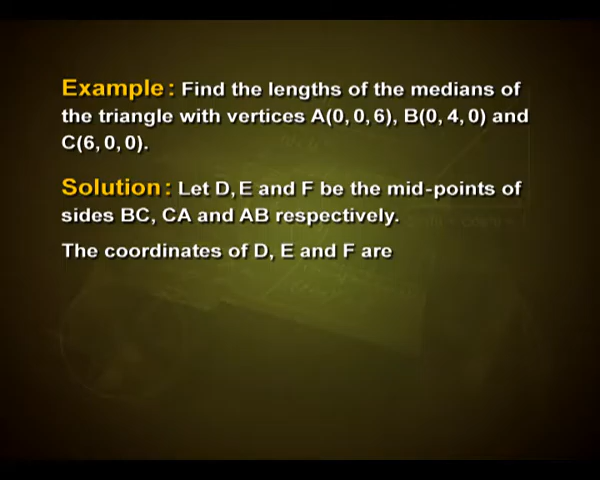 Example: Find the lengths of the medians of
the triangle with vertices A(0, 0, 6), B(0, 4, 0) and
C(6, 0, 0).
Solution: Let D, E and F be the mid-points of
sides BC, CA and AB respectively.
The coordinates of D, E and F are